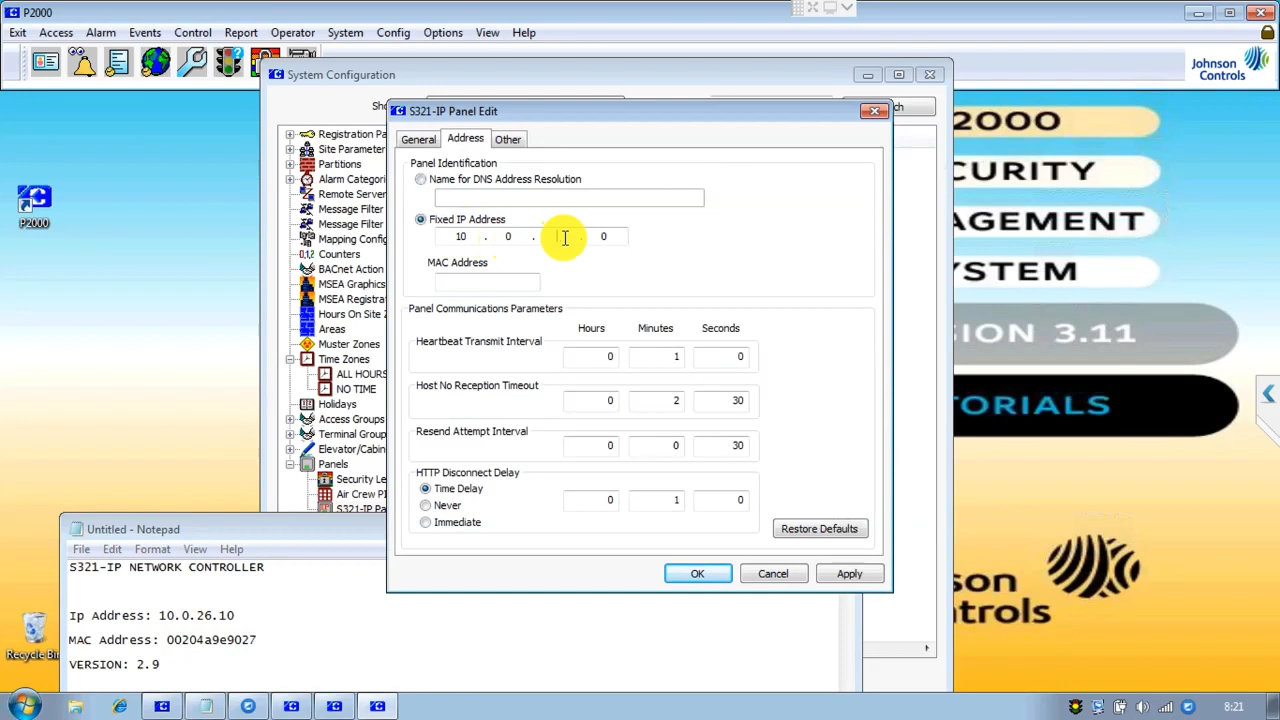 P2000
Exit Access Alarm Events Control Report Operator System Config Options View Help
Johnson
Controls
System Configuration
Sho
ch
S321-IP Panel Edit
General Address Other
Panel Identification
Name for DNS Address Resolution
Fixed IP Address
10 . 0 . . 0
MAC Address
Panel Communications Parameters
Hours Minutes Seconds
Heartbeat Transmit Interval
0 1 0
Host No Reception Timeout
0 2 30
Resend Attempt Interval
0 0 30
HTTP Disconnect Delay
Time Delay 0 1 0
Never
Immediate
Restore Defaults
OK Cancel Apply
Registration Pa
Site Parameter
Partitions
Alarm Categori
Remote Server
Message Filter
Message Filter
Mapping Config
Counters
BACnet Action
MSEA Graphics
MSEA Registra
Hours On Site Z
Areas
Muster Zones
Time Zones
ALL HOURS
NO TIME
Holidays
Access Groups
Terminal Group
Elevator/Cabin
Panels
Security Le
Air Crew PI
S321-IP Pa
P2000
Recycle Bin
Untitled - Notepad
File Edit Format View Help
S321-IP NETWORK CONTROLLER
Ip Address: 10.0.26.10
MAC Address: 00204a9e9027
VERSION: 2.9
2000
CURITY
AGEMENT
STEM
SION 3.11
TORIALS
son
Controls
8:21